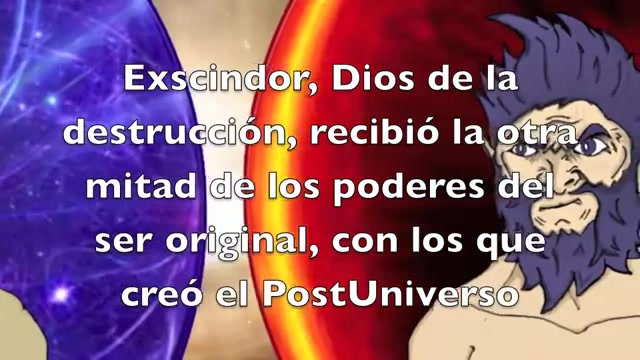 Exscindor, Dios de la
destrucción, recibió la otra
mitad de los poderes del
ser original, con los que
creó el PostUniverso